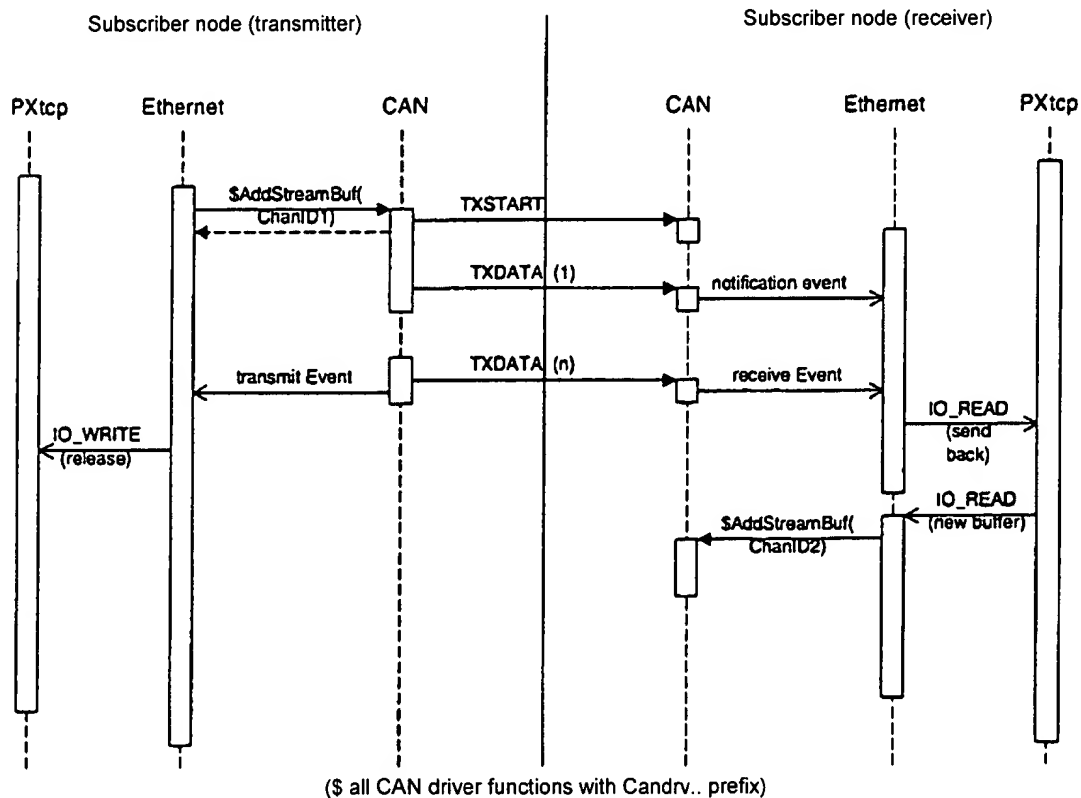 Subscriber node (transmitter)
Subscriber node (receiver)
PXtcp
Ethernet
CAN
CAN
Ethernet
PXtcp
$AddStreamBuf(
ChanID1)
TXSTART
TXDATA (1)
notification event
transmit Event
TXDATA (n)
receive Event
IO_WRITE
(release)
IO_READ
(send
back)
IO_READ
(new buffer)
$AddStreamBuf(
ChanID2)
($ all CAN driver functions with Candrv.. prefix)